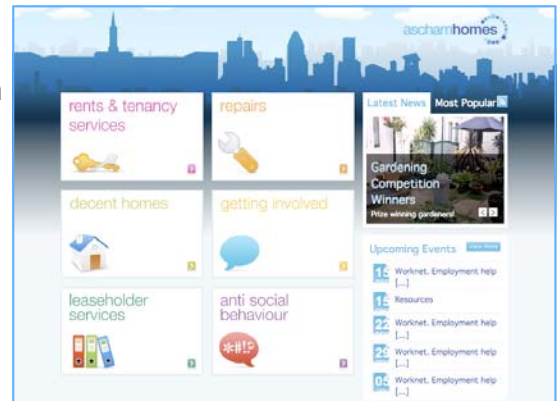 aschamhomes
rents & tenancy
services
repairs
Latest News
Most Popular
Gardening
Competition
Winners
Prize winning gardeners!
decent homes
getting involved
Upcoming Events
15
Worknet. Employment help
[...]
15
Resources
22
Worknet. Employment help
[...]
29
Worknet. Employment help
[...]
05
Worknet. Employment help
[...]
leaseholder
services
anti social
behaviour
*#!?